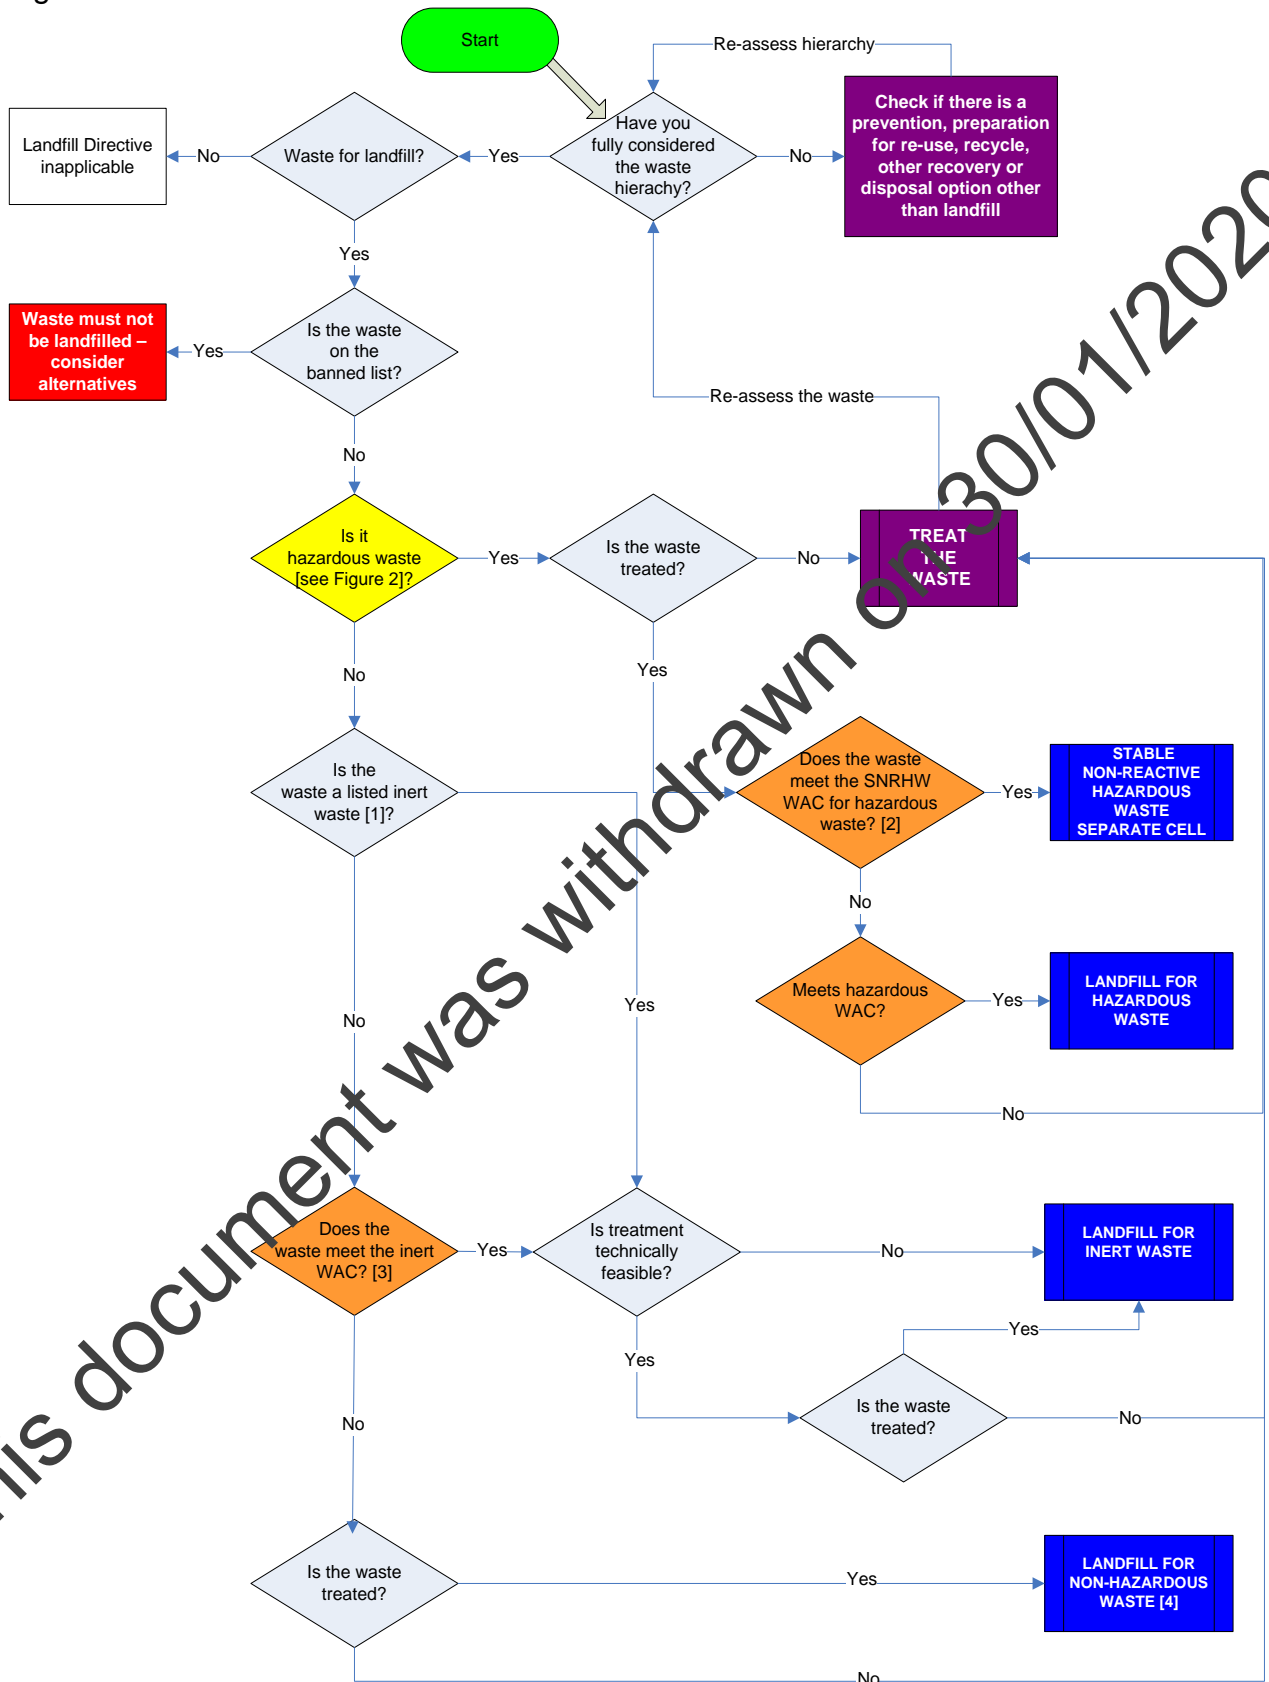 Start
Re-assess hierarchy
Landfill Directive
inapplicable
No
Waste for landfill?
Yes
Have you
fully considered
the waste
hierachy?
No
Check if there is a
prevention, preparation
for re-use, recycle,
other recovery or
disposal option other
than landfill
Yes
Waste must not
be landfilled –
consider
alternatives
Yes
Is the waste
on the
banned list?
Re-assess the waste
No
Is it
hazardous waste
[see Figure 2]?
Yes
Is the waste
treated?
No
TREAT
THE
WASTE
No
Yes
Is the
waste a listed inert
waste [1]?
Does the waste
meet the SNRHW
WAC for hazardous
waste? [2]
Yes
STABLE
NON-REACTIVE
HAZARDOUS
WASTE
SEPARATE CELL
No
Meets hazardous
WAC?
Yes
LANDFILL FOR
HAZARDOUS
WASTE
Yes
No
No
Does the
waste meet the inert
WAC? [3]
Yes
Is treatment
technically
feasible?
No
LANDFILL FOR
INERT WASTE
Yes
Yes
Is the waste
treated?
No
No
Is the waste
treated?
Yes
LANDFILL FOR
NON-HAZARDOUS
WASTE [4]
No
his document was withdrawn on 30/01/2020